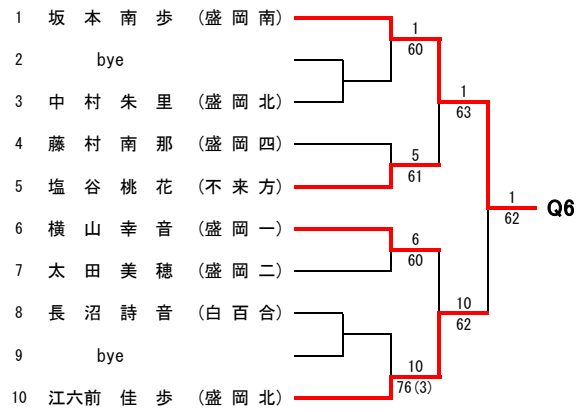 1 坂本南歩 (盛岡南)
2 bye
3 中村朱里 (盛岡北)
4 藤村南那 (盛岡四)
5 塩谷桃花 (不来方)
6 横山幸音 (盛岡一)
7 太田美穂 (盛岡二)
8 長沼詩音 (白百合)
9 bye
10 江六前佳歩 (盛岡北)
1
60
5
61
6
60
10
76(3)
1
63
10
62
1
62
Q6